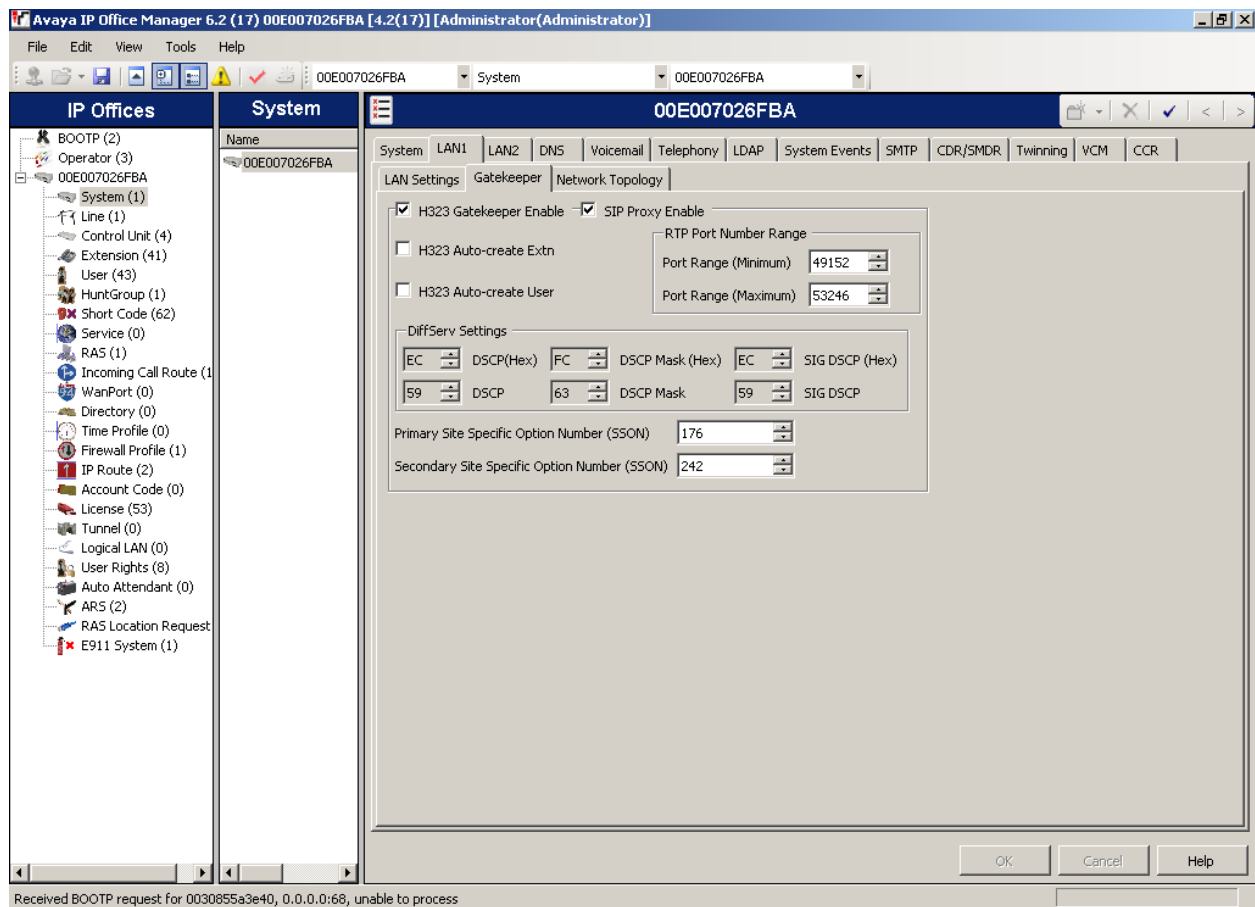 Avaya IP Office Manager 6.2 (17) 00E007026FBA [4.2(17)] [Administrator(Administrator)]
File Edit View Tools Help
00E007026FBA System 00E007026FBA
IP Offices
BOOTP (2)
Operator (3)
00E007026FBA
System (1)
Line (1)
Control Unit (4)
Extension (41)
User (43)
HuntGroup (1)
Short Code (62)
Service (0)
RAS (1)
Incoming Call Route (1
WanPort (0)
Directory (0)
Time Profile (0)
Firewall Profile (1)
IP Route (2)
Account Code (0)
License (53)
Tunnel (0)
Logical LAN (0)
User Rights (8)
Auto Attendant (0)
ARS (2)
RAS Location Request
E911 System (1)
System
Name
00E007026FBA
00E007026FBA
System LAN1 LAN2 DNS Voicemail Telephony LDAP System Events SMTP CDR/SMDR Twinning VCM CCR
LAN Settings Gatekeeper Network Topology
H323 Gatekeeper Enable SIP Proxy Enable
H323 Auto-create Extn
H323 Auto-create User
RTP Port Number Range
Port Range (Minimum) 49152
Port Range (Maximum) 53246
DiffServ Settings
EC DSCP(Hex) FC DSCP Mask (Hex) EC SIG DSCP (Hex)
59 DSCP 63 DSCP Mask 59 SIG DSCP
Primary Site Specific Option Number (SSON) 176
Secondary Site Specific Option Number (SSON) 242
OK Cancel Help
Received BOOTP request for 0030855a3e40, 0.0.0.0:68, unable to process